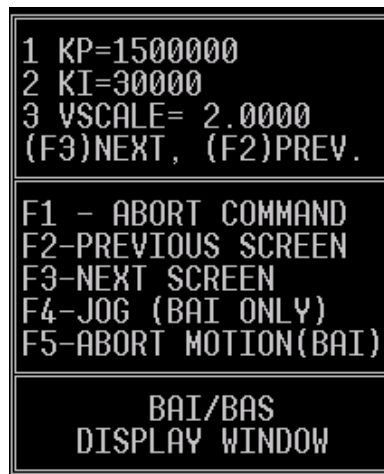 1 KP=1500000
2 KI=30000
3 VSCALE= 2.0000
(F3)NEXT, (F2)PREV.
F1 - ABORT COMMAND
F2-PREVIOUS SCREEN
F3-NEXT SCREEN
F4-JOG (BAI ONLY)
F5-ABORT MOTION(BAI)
BAI/BAS
DISPLAY WINDOW